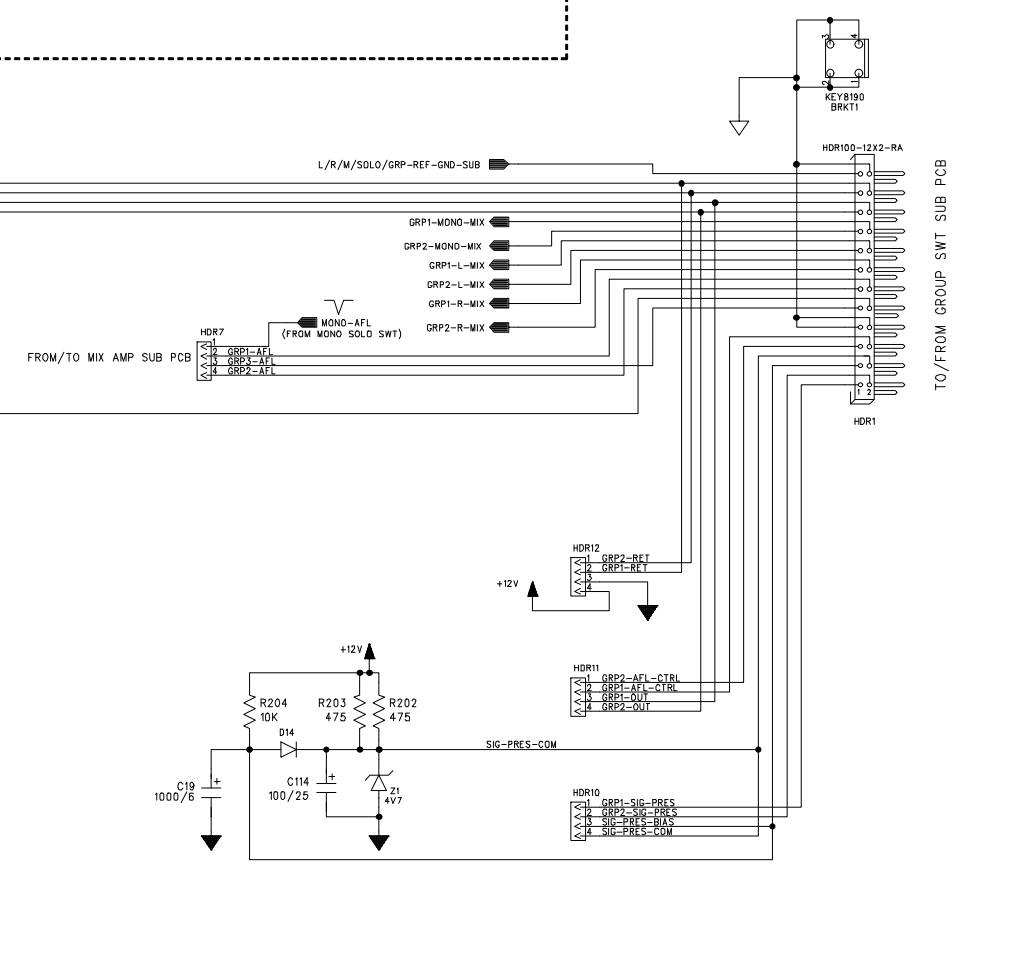 3 4
2 1
KEY8190
BRKT1
HDR100-12X2-RA
L/R/M/SOLO/GRP-REF-GND-SUB
TO/FROM GROUP SWT SUB PCB
GRP1-MONO-MIX
GRP2-MONO-MIX
GRP1-L-MIX
GRP2-L-MIX
GRP1-R-MIX
GRP2-R-MIX
MONO-AFL
(FROM MONO SOLO SWT)
HDR7
FROM/TO MIX AMP SUB PCB
1
2 GRP1-AFL
3 GRP3-AFL
4 GRP2-AFL
1 2
HDR1
HDR12
1 GRP2-RET
2 GRP1-RET
3
4
+12V
+12V
HDR11
1 GRP2-AFL-CTRL
2 GRP1-AFL-CTRL
3 GRP1-OUT
4 GRP2-OUT
R204
10K
R203
475
R202
475
D14
SIG-PRES-COM
C19
1000/6
+
C114
100/25
+
Z1
4V7
HDR10
1 GRP1-SIG-PRES
2 GRP2-SIG-PRES
3 SIG-PRES-BIAS
4 SIG-PRES-COM